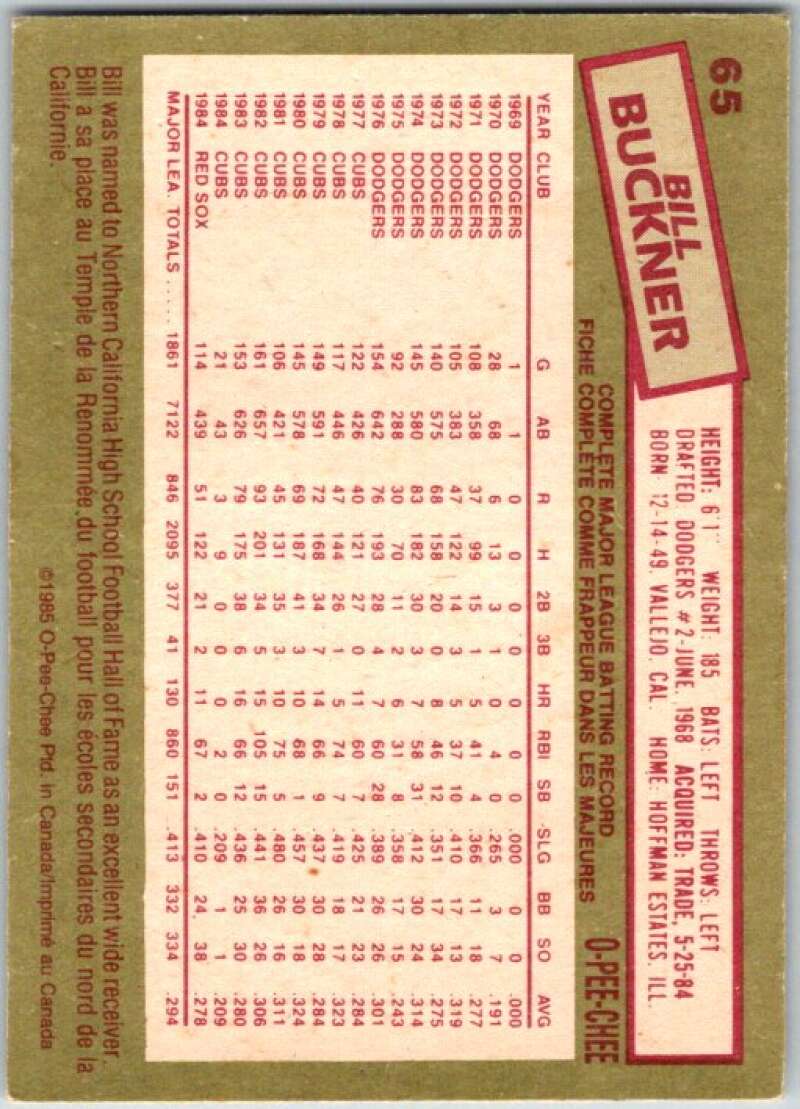 65
BILL
BUCKNER
HEIGHT: 6'1" WEIGHT: 185 BATS: LEFT THROWS: LEFT
DRAFTED: DODGERS #2-JUNE, 1968 ACQUIRED: TRADE, 5-25-84
BORN: 12-14-49, VALLEJO, CAL. HOME: HOFFMAN ESTATES, ILL.
COMPLETE MAJOR LEAGUE BATTING RECORD
FICHE COMPLÈTE COMME FRAPPEUR DANS LES MAJEURES
O-PEE-CHEE
YEAR CLUB G AB R H 2B 3B HR RBI SB SLG BB SO AVG
1969 DODGERS 1 1 0 0 0 0 0 0 0 .000 0 0 .000
1970 DODGERS 28 68 6 13 3 1 0 4 0 .265 3 7 .191
1971 DODGERS 108 358 37 99 15 1 5 41 4 .366 11 18 .277
1972 DODGERS 105 383 47 122 14 3 5 37 10 .410 17 13 .319
1973 DODGERS 140 575 68 158 20 0 8 46 12 .351 17 34 .275
1974 DODGERS 145 580 83 182 30 3 7 58 31 .412 30 24 .314
1975 DODGERS 92 288 30 70 11 2 6 31 8 .358 17 15 .243
1976 DODGERS 154 642 76 193 28 4 7 60 28 .389 26 26 .301
1977 CUBS 122 426 40 121 27 0 11 60 7 .425 21 23 .284
1978 CUBS 117 446 47 144 26 1 5 74 7 .419 18 17 .323
1979 CUBS 149 591 72 168 34 7 14 66 9 .437 30 28 .284
1980 CUBS 145 578 69 187 41 3 10 68 1 .457 30 18 .324
1981 CUBS 106 421 45 131 35 3 10 75 5 .480 26 16 .311
1982 CUBS 161 657 93 201 34 5 15 105 15 .441 36 26 .306
1983 CUBS 153 626 79 175 38 6 16 66 12 .436 25 30 .280
1984 CUBS 21 43 3 9 0 0 0 2 0 .209 1 1 .209
1984 RED SOX 114 439 51 122 21 2 11 67 2 .410 24 38 .278
MAJOR LEA. TOTALS ..... 1861 7122 846 2095 377 41 130 860 151 .413 332 334 .294
Bill was named to Northern California High School Football Hall of Fame as an excellent wide receiver.
Bill a sa place au Temple de la Renommée du football pour les écoles secondaires du nord de la
Californie.
©1985 O-Pee-Chee Ptd. in Canada/Imprimé au Canada